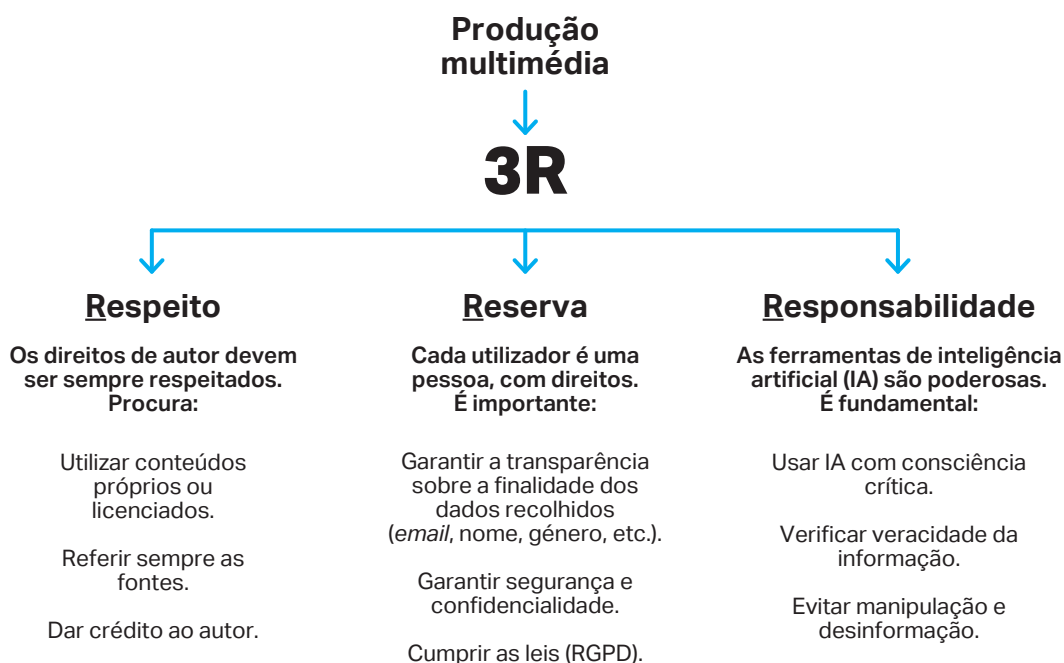 Produção
multimédia
3R
Respeito
Os direitos de autor devem
ser sempre respeitados.
Procura:
Utilizar conteúdos
próprios ou
licenciados.
Referir sempre as
fontes.
Dar crédito ao autor.
Reserva
Cada utilizador é uma
pessoa, com direitos.
É importante:
Garantir a transparência
sobre a finalidade dos
dados recolhidos
(email, nome, género, etc.).
Garantir segurança e
confidencialidade.
Cumprir as leis (RGPD).
Responsabilidade
As ferramentas de inteligência
artificial (IA) são poderosas.
É fundamental:
Usar IA com consciência
crítica.
Verificar veracidade da
informação.
Evitar manipulação e
desinformação.